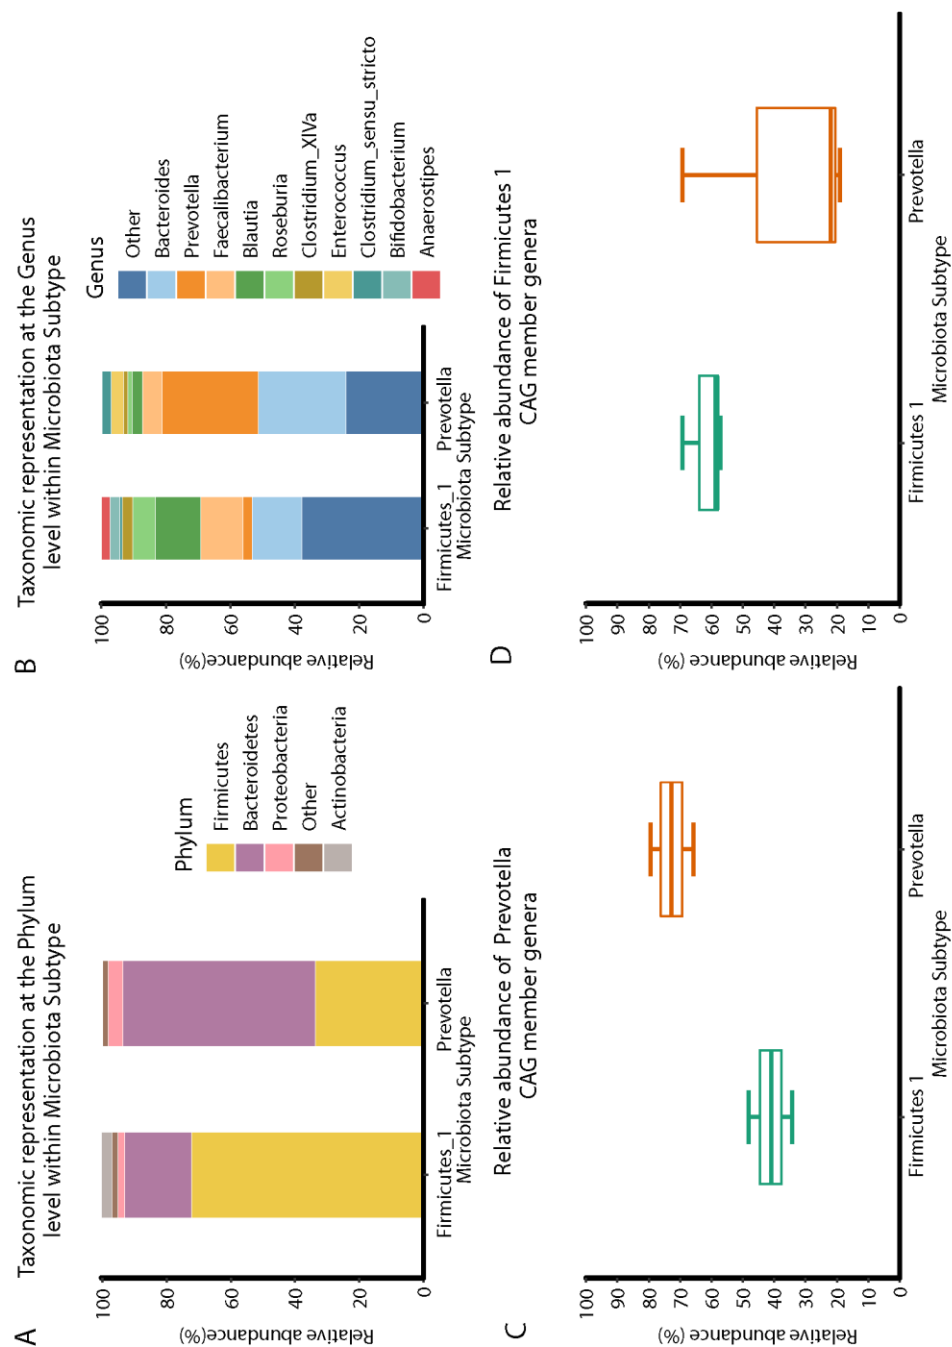 A
Taxonomic representation at the Phylum
level within Microbiota Subtype
Relative abundance(%)
100
80
60
40
20
0
Firmicutes_1
Prevotella
Microbiota Subtype
Phylum
Firmicutes
Bacteroidetes
Proteobacteria
Other
Actinobacteria
B
Taxonomic representation at the Genus
level within Microbiota Subtype
Relative abundance(%)
100
80
60
40
20
0
Firmicutes_1
Prevotella
Microbiota Subtype
Genus
Other
Bacteroides
Prevotella
Faecalibacterium
Blautia
Roseburia
Clostridium_XIVa
Enterococcus
Clostridium_sensu_stricto
Bifidobacterium
Anaerostipes
C
Relative abundance of Prevotella
CAG member genera
Relative abundance (%)
100
90
80
70
60
50
40
30
20
10
0
Firmicutes 1
Prevotella
Microbiota Subtype
D
Relative abundance of Firmicutes 1
CAG member genera
Relative abundance (%)
100
90
80
70
60
50
40
30
20
10
0
Firmicutes 1
Prevotella
Microbiota Subtype